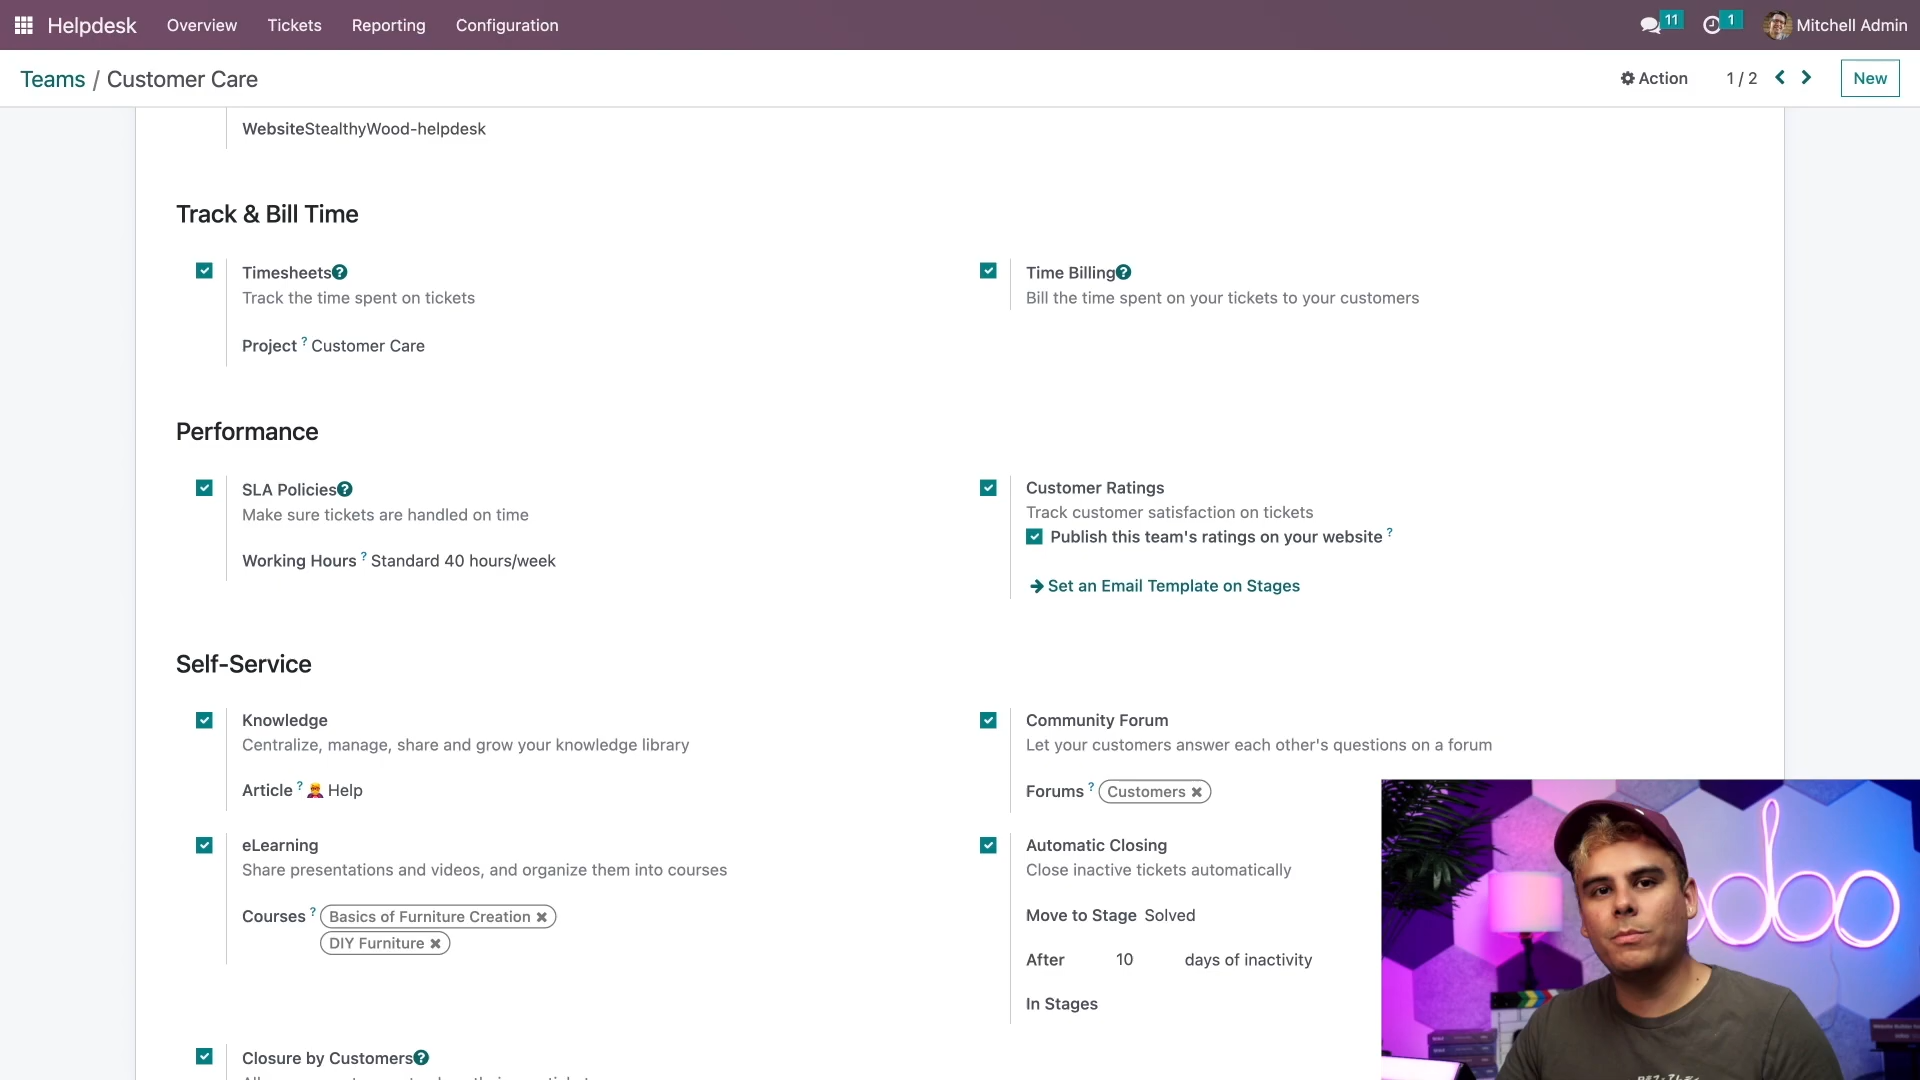 Helpdesk Overview Tickets Reporting Configuration 11 1 Mitchell Admin
Teams / Customer Care Action 1 / 2 New
WebsiteStealthyWood-helpdesk
Track & Bill Time
Timesheets?
Track the time spent on tickets
Project ? Customer Care
Time Billing?
Bill the time spent on your tickets to your customers
Performance
SLA Policies?
Make sure tickets are handled on time
Working Hours ? Standard 40 hours/week
Customer Ratings
Track customer satisfaction on tickets
Publish this team's ratings on your website ?
Set an Email Template on Stages
Self-Service
Knowledge
Centralize, manage, share and grow your knowledge library
Article ? Help
Community Forum
Let your customers answer each other's questions on a forum
Forums ? Customers
eLearning
Share presentations and videos, and organize them into courses
Courses ? Basics of Furniture Creation
DIY Furniture
Automatic Closing
Close inactive tickets automatically
Move to Stage Solved
After 10 days of inactivity
In Stages
Closure by Customers?
odoo